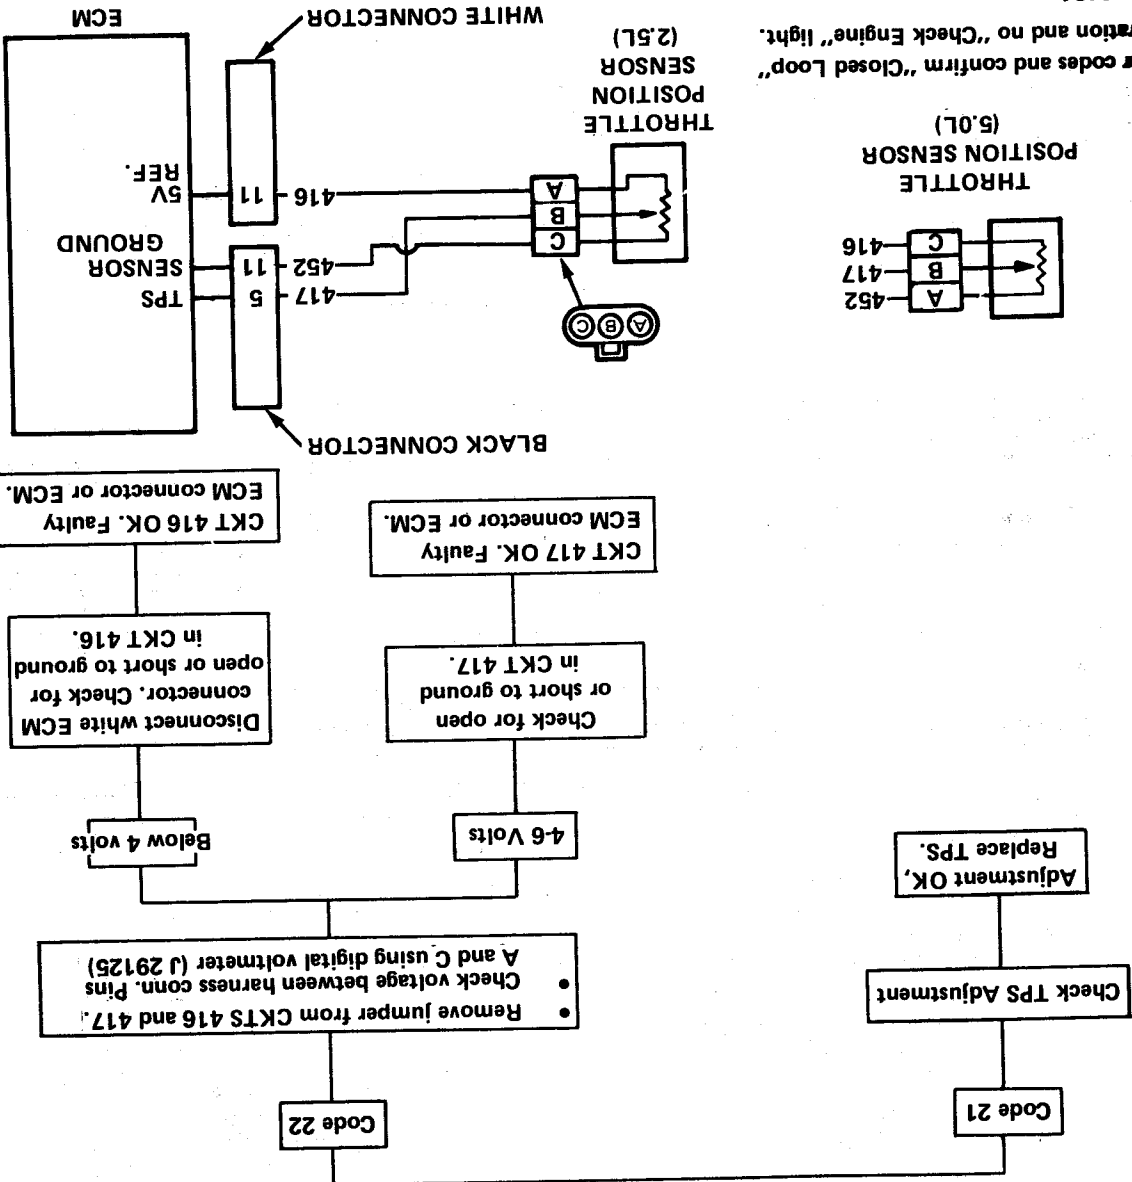 Code 21
Code 22
Check TPS Adjustment
• Remove jumper from CKTS 416 and 417.
• Check voltage between harness conn. Pins
A and C using digital voltmeter (J 29125)
Adjustment OK,
Replace TPS.
4-6 Volts
Below 4 volts
Check for open
or short to ground
in CKT 417.
Disconnect white ECM
connector. Check for
open or short to ground
in CKT 416.
CKT 417 OK. Faulty
ECM connector or ECM.
CKT 416 OK. Faulty
ECM connector or ECM.
BLACK CONNECTOR
A B C
452 A
417 B
416 C
THROTTLE
POSITION SENSOR
(5.0L)
C
B
A
THROTTLE
POSITION
SENSOR
(2.5L)
417 5 TPS
452 11 SENSOR
GROUND
416 11 5V
REF.
WHITE CONNECTOR
ECM
codes and confirm "Closed Loop"
and no "Check Engine" light.